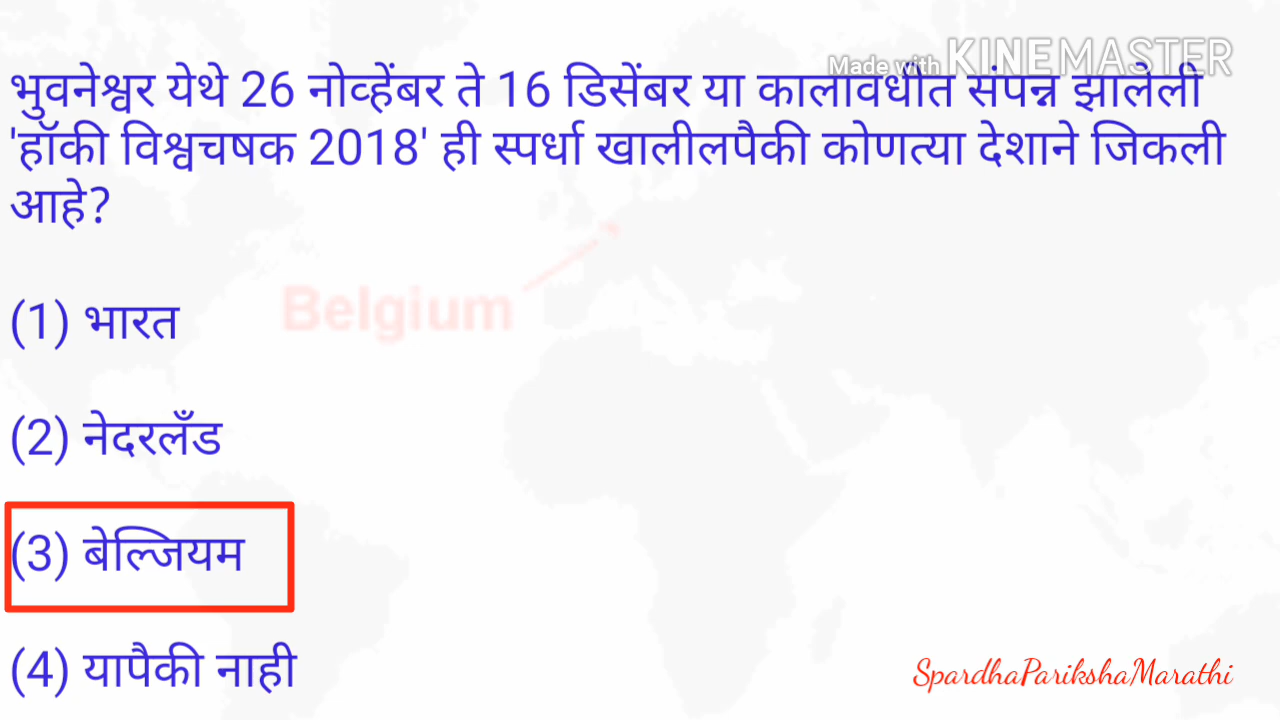 Made with KINEMASTER
भुवनेश्वर येथे 26 नोव्हेंबर ते 16 डिसेंबर या कालावधीत संपन्न झालेली
'हॉकी विश्वचषक 2018' ही स्पर्धा खालीलपैकी कोणत्या देशाने जिकली
आहे?
Belgium
(1) भारत
(2) नेदरलँड
(3) बेल्जियम
(4) यापैकी नाही
SpardhaParikshaMarathi